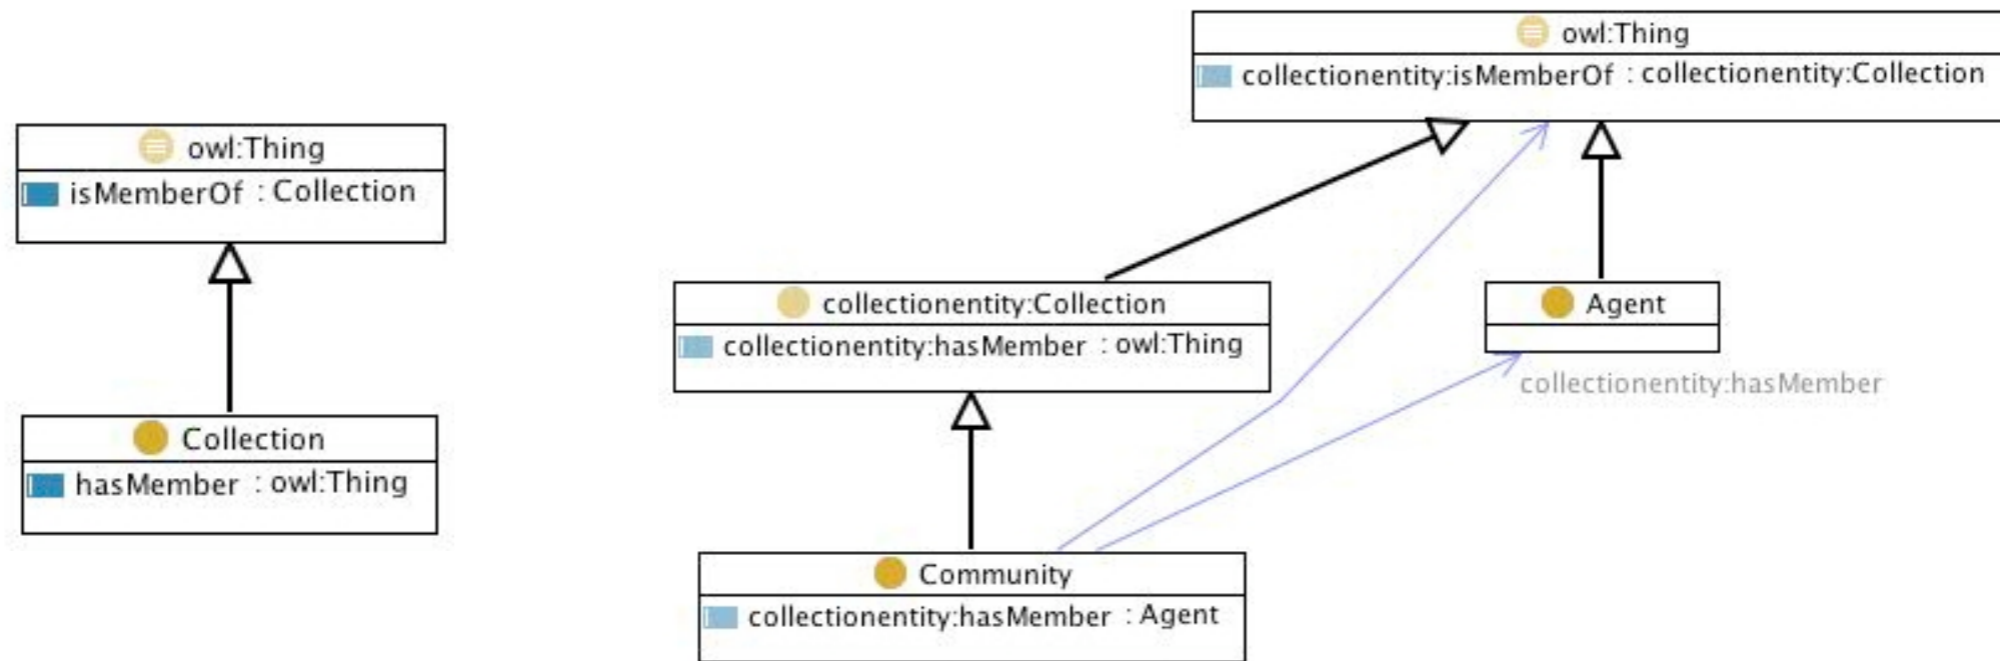 owl:Thing
isMemberOf : Collection
Collection
hasMember : owl:Thing
owl:Thing
collectionentity:isMemberOf : collectionentity:Collection
collectionentity:Collection
collectionentity:hasMember : owl:Thing
Agent
collectionentity:hasMember
Community
collectionentity:hasMember : Agent